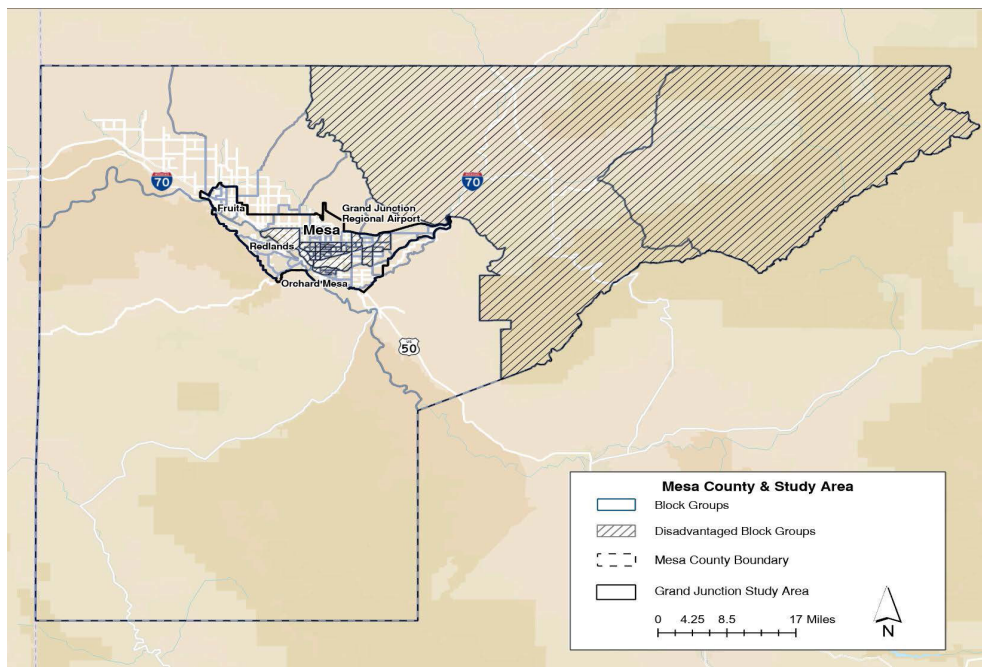 70
70
Fruita
Grand Junction
Regional Airport
Mesa
Redlands
Orchard Mesa
50
Mesa County & Study Area
Block Groups
Disadvantaged Block Groups
Mesa County Boundary
Grand Junction Study Area
0 4.25 8.5 17 Miles
N